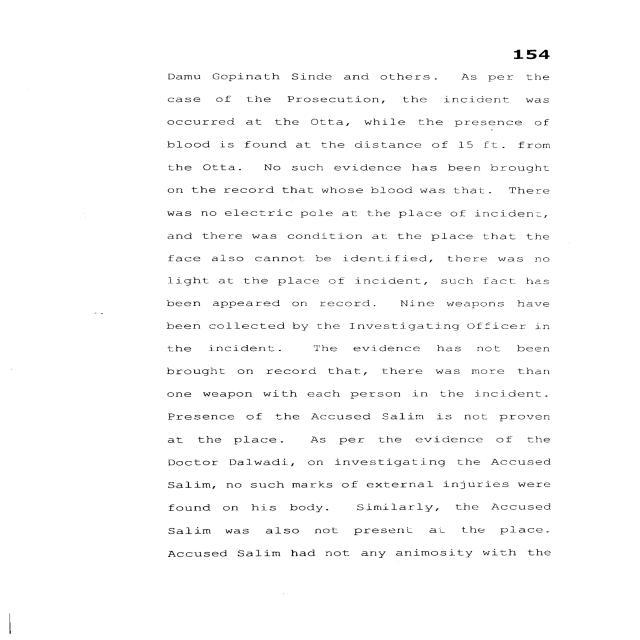 154
Damu Gopinath Sinde and others. As per the
case of the Prosecution, the incident was
occurred at the Otta, while the presence of
blood is found at the distance of 15 ft. from
the Otta. No such evidence has been brought
on the record that whose blood was that. There
was no electric pole at the place of incident,
and there was condition at the place that the
face also cannot be identified, there was no
light at the place of incident, such fact has
been appeared on record. Nine weapons have
been collected by the Investigating Officer in
the incident. The evidence has not been
brought on record that, there was more than
one weapon with each person in the incident.
Presence of the Accused Salim is not proven
at the place. As per the evidence of the
Doctor Dalwadi, on investigating the Accused
Salim, no such marks of external injuries were
found on his body. Similarly, the Accused
Salim was also not present at the place.
Accused Salim had not any animosity with the